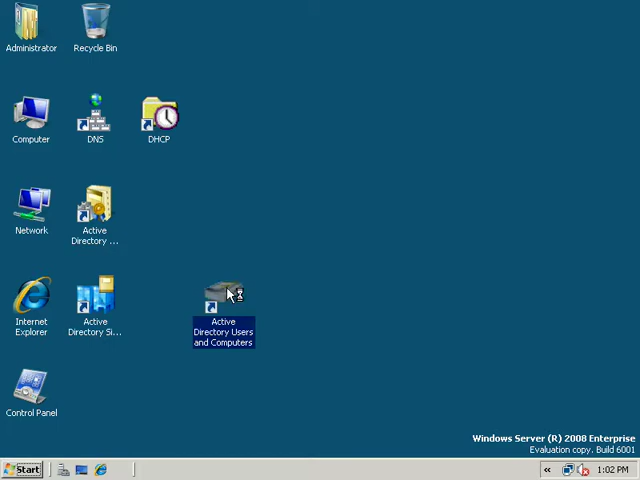 Administrator
Recycle Bin
Computer
DNS
DHCP
Network
Active
Directory ...
Internet
Explorer
Active
Directory Si...
Active
Directory Users
and Computers
Control Panel
Windows Server (R) 2008 Enterprise
Evaluation copy. Build 6001
Start
«
1:02 PM